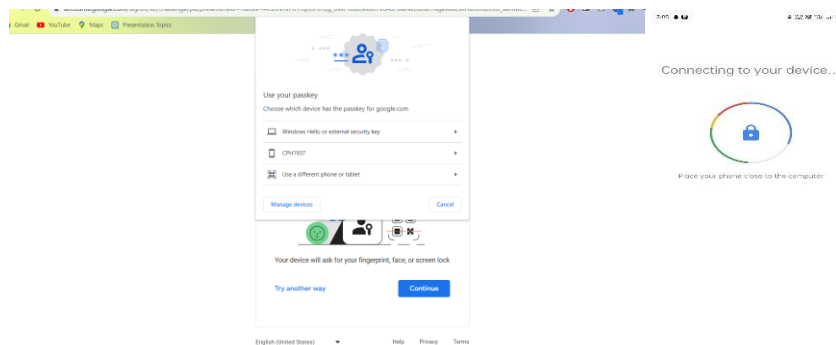 Gmail YouTube Maps Presentation Topics
Use your passkey
Choose which device has the passkey for google.com
Windows Hello or external security key
CPH1937
Use a different phone or tablet
Manage devices Cancel
Your device will ask for your fingerprint, face, or screen lock
Try another way Continue
English (United States) Help Privacy Terms
Connecting to your device..
Place your phone close to the computer